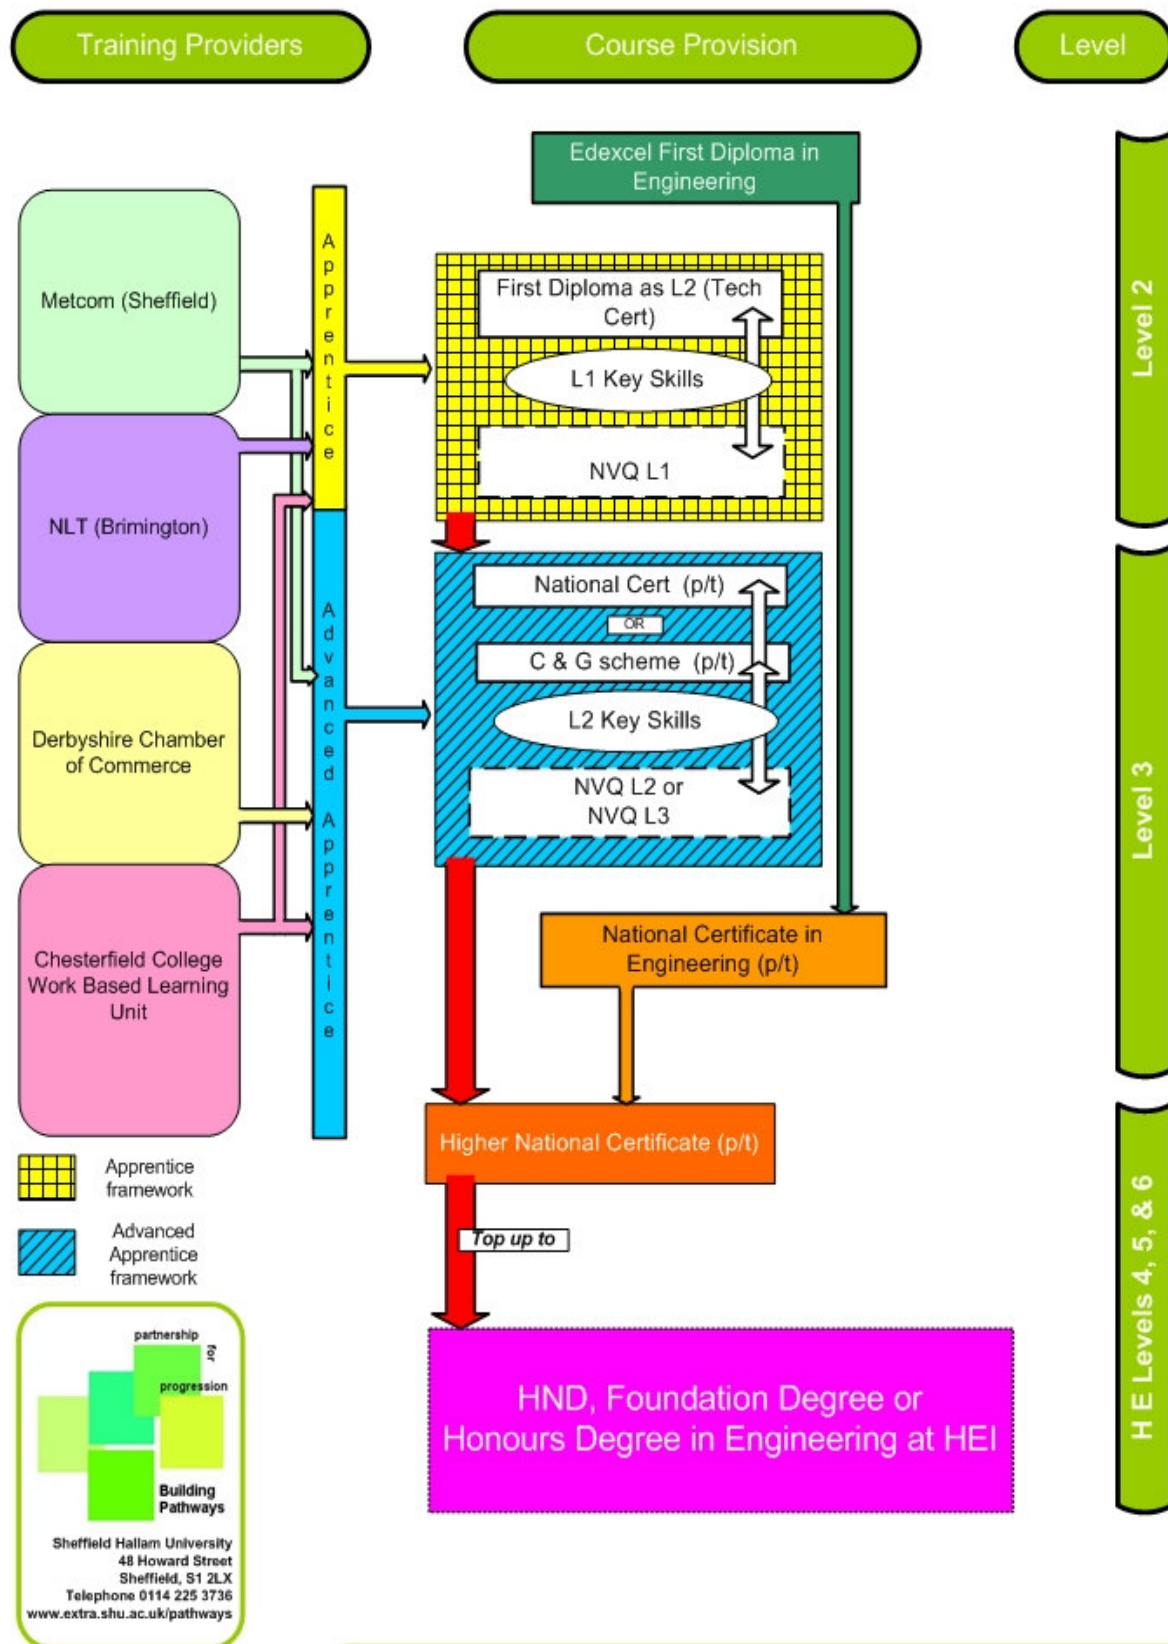 Training Providers
Course Provision
Level
Edexcel First Diploma in
Engineering
Metcom (Sheffield)
NLT (Brimington)
Derbyshire Chamber
of Commerce
Chesterfield College
Work Based Learning
Unit
Apprentice
Advanced Apprentice
First Diploma as L2 (Tech
Cert)
L1 Key Skills
NVQ L1
National Cert (p/t)
OR
C & G scheme (p/t)
L2 Key Skills
NVQ L2 or
NVQ L3
National Certificate in
Engineering (p/t)
Higher National Certificate (p/t)
Top up to
HND, Foundation Degree or
Honours Degree in Engineering at HEI
Level 2
Level 3
H E Levels 4, 5, & 6
Apprentice
framework
Advanced
Apprentice
framework
partnership
for
progression
Building
Pathways
Sheffield Hallam University
48 Howard Street
Sheffield, S1 2LX
Telephone 0114 225 3736
www.extra.shu.ac.uk/pathways